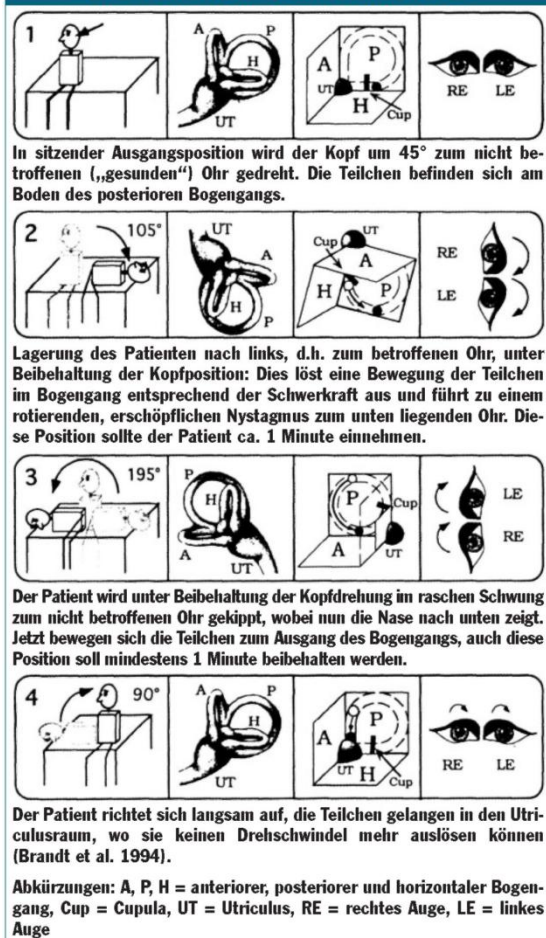 1
A
P
H
UT
A
P
UT
H
Cup
RE LE
In sitzender Ausgangsposition wird der Kopf um 45° zum nicht be-
troffenen („gesunden“) Ohr gedreht. Die Teilchen befinden sich am
Boden des posterioren Bogengangs.
2
105°
UT
A
H
P
Cup
UT
A
H
P
RE
LE
Lagerung des Patienten nach links, d.h. zum betroffenen Ohr, unter
Beibehaltung der Kopfposition: Dies löst eine Bewegung der Teilchen
im Bogengang entsprechend der Schwerkraft aus und führt zu einem
rotierenden, erschöpflichen Nystagmus zum unten liegenden Ohr. Die-
se Position sollte der Patient ca. 1 Minute einnehmen.
3
195°
P
H
A
UT
P
Cup
A
UT
LE
RE
Der Patient wird unter Beibehaltung der Kopfdrehung im raschen Schwung
zum nicht betroffenen Ohr gekippt, wobei nun die Nase nach unten zeigt.
Jetzt bewegen sich die Teilchen zum Ausgang des Bogengangs, auch diese
Position soll mindestens 1 Minute beibehalten werden.
4
90°
A
P
H
UT
A
P
UT
H
Cup
RE LE
Der Patient richtet sich langsam auf, die Teilchen gelangen in den Utri-
culusraum, wo sie keinen Drehschwindel mehr auslösen können
(Brandt et al. 1994).
Abkürzungen: A, P, H = anteriorer, posteriorer und horizontaler Bogen-
gang, Cup = Cupula, UT = Utriculus, RE = rechtes Auge, LE = linkes
Auge